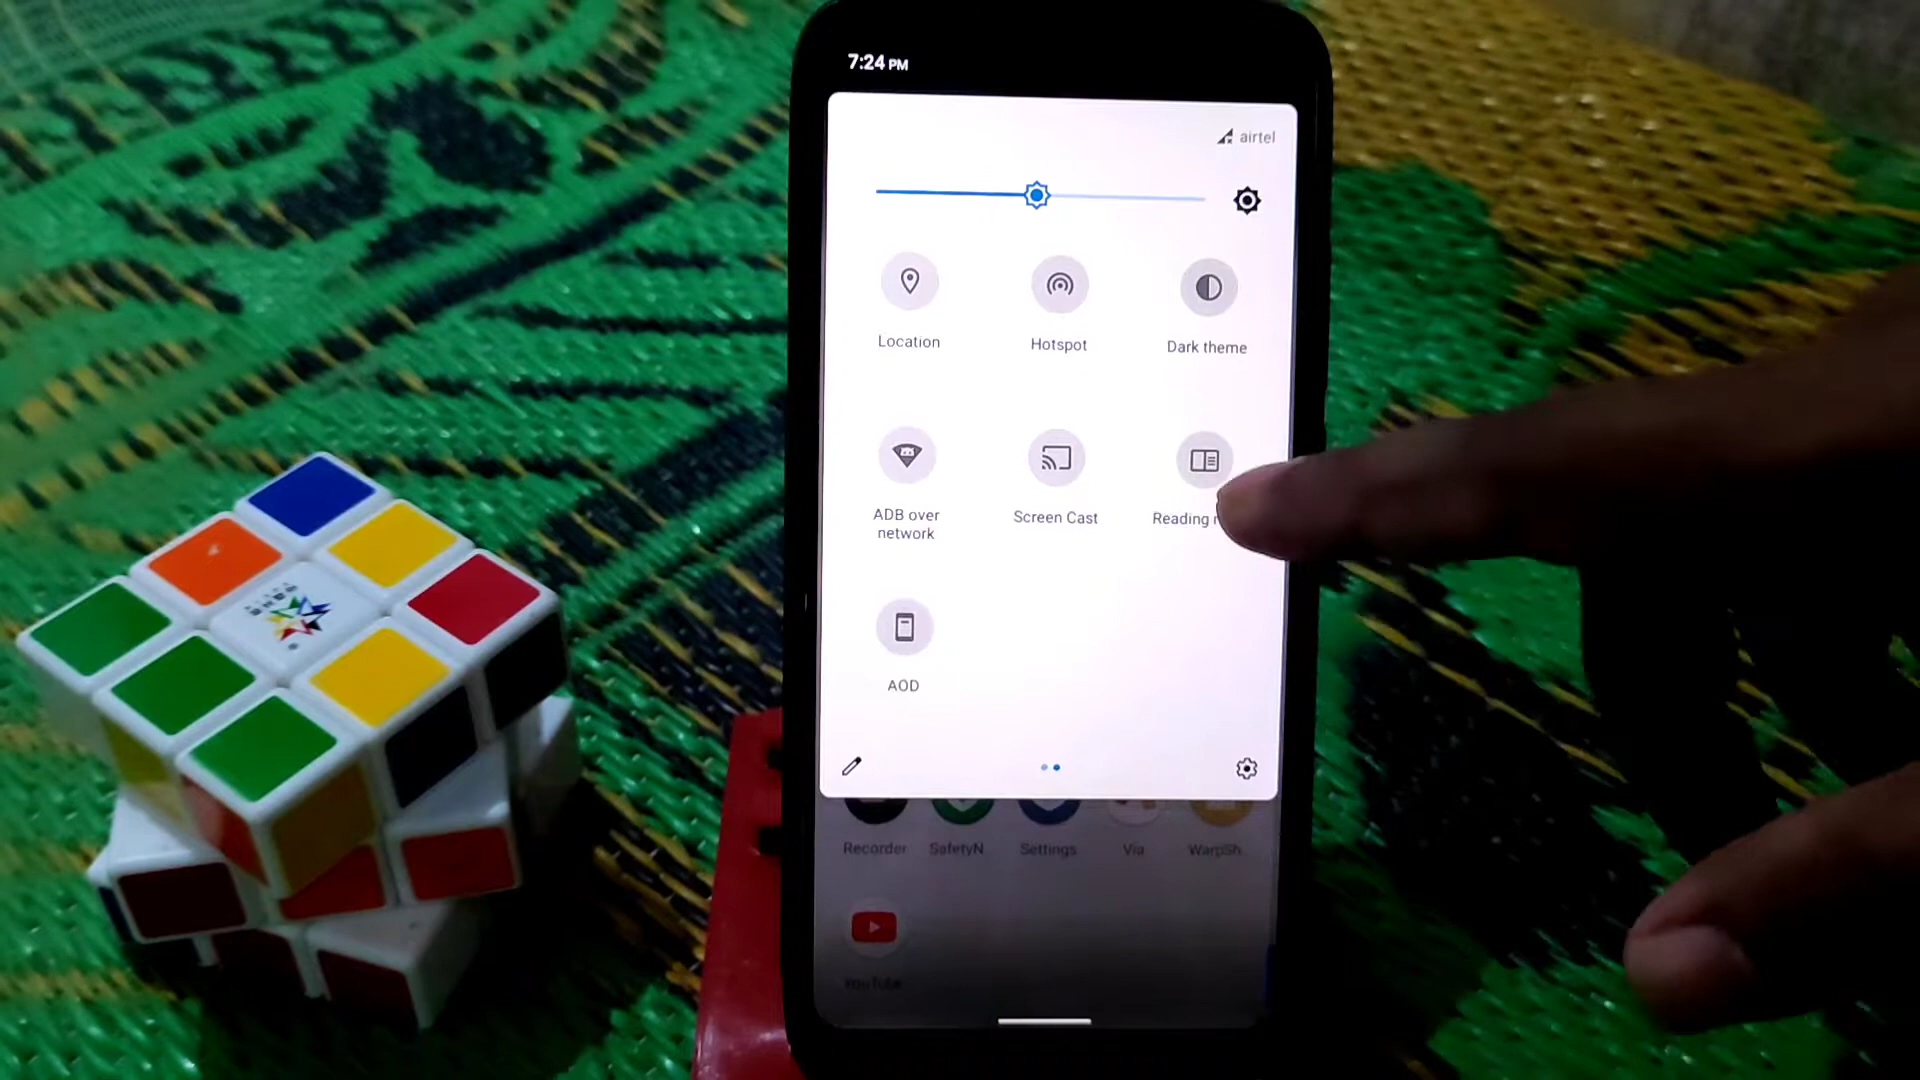 7:24 PM
airtel
Location
Hotspot
Dark theme
ADB over
network
Screen Cast
Reading
AOD
Recorder
SafetyN
Settings
Via
WarpSh
YouTube